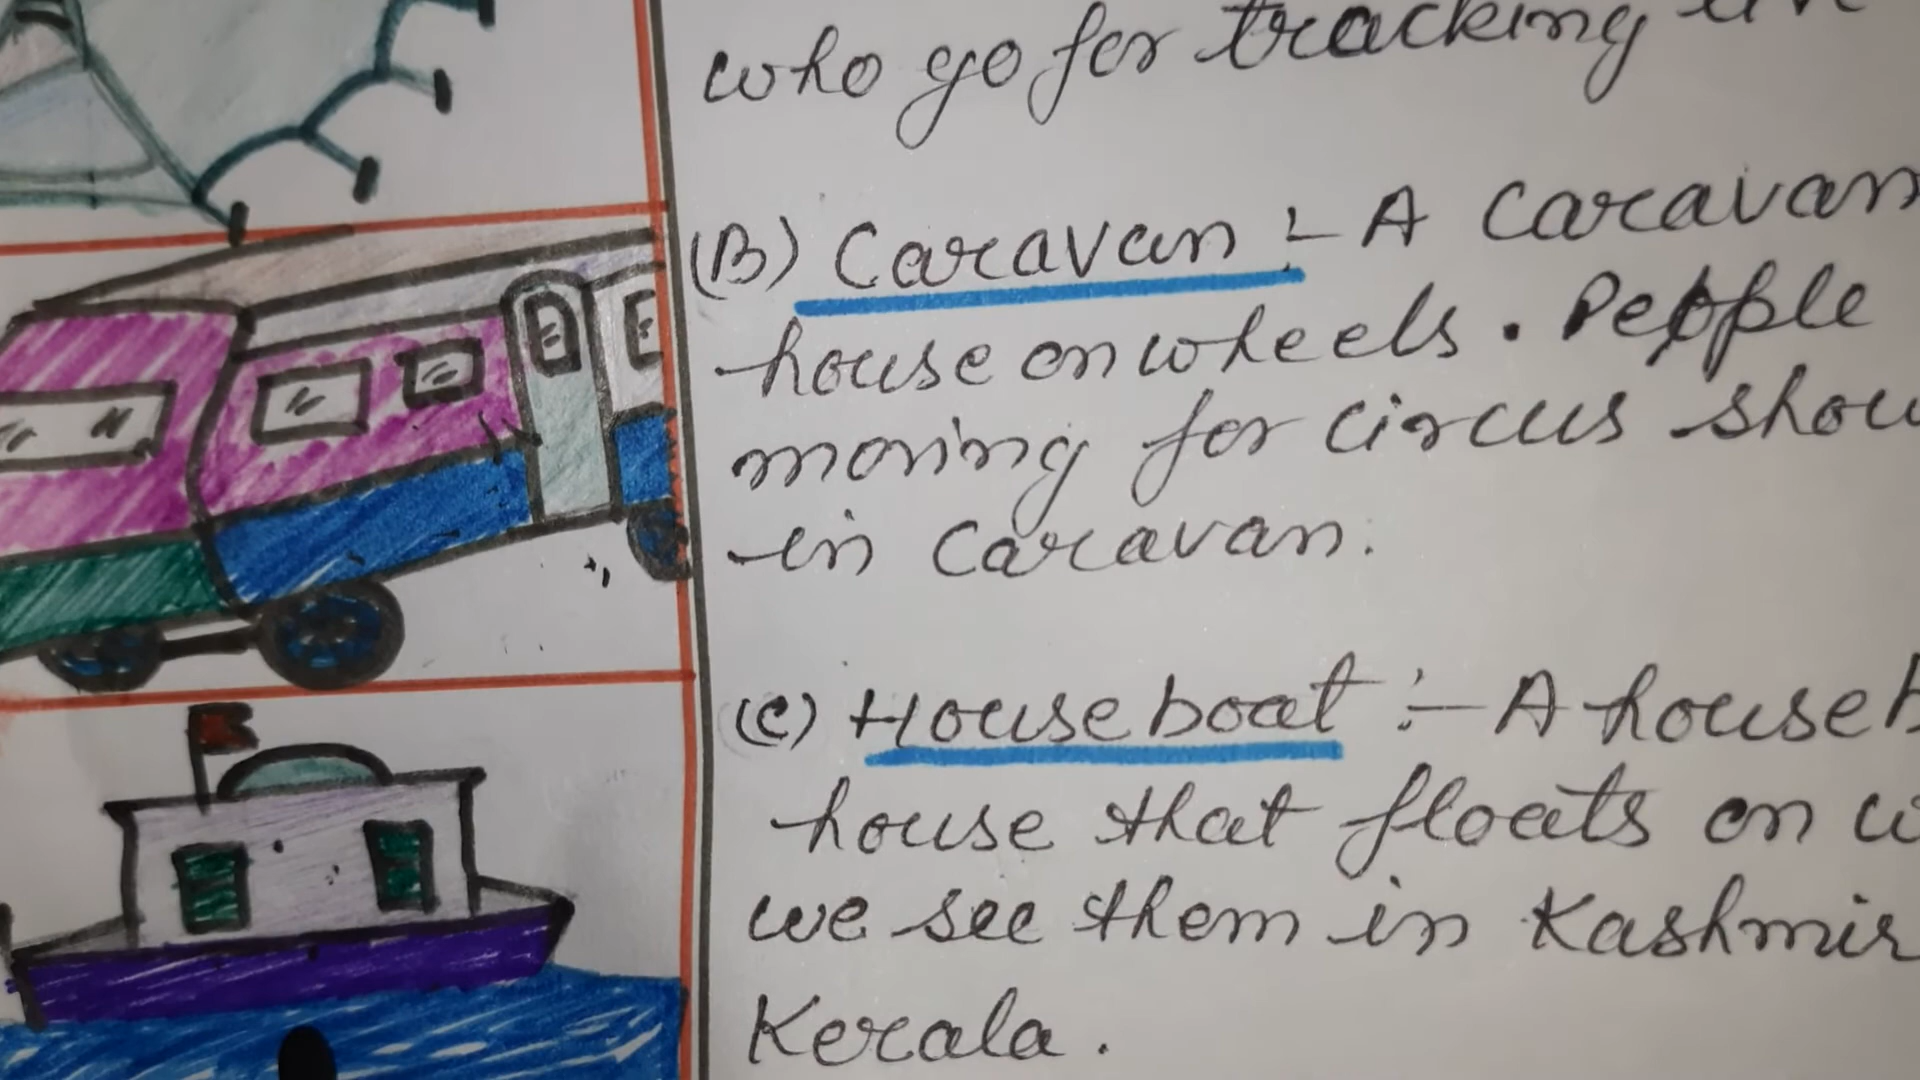 who go for tracking
(B) Caravan :- A Caravan
house on wheels. People
moving for circus show
in Caravan.
(C) House boat :- A houseb
house that floats on w
we see them in Kashmir
Kerala.